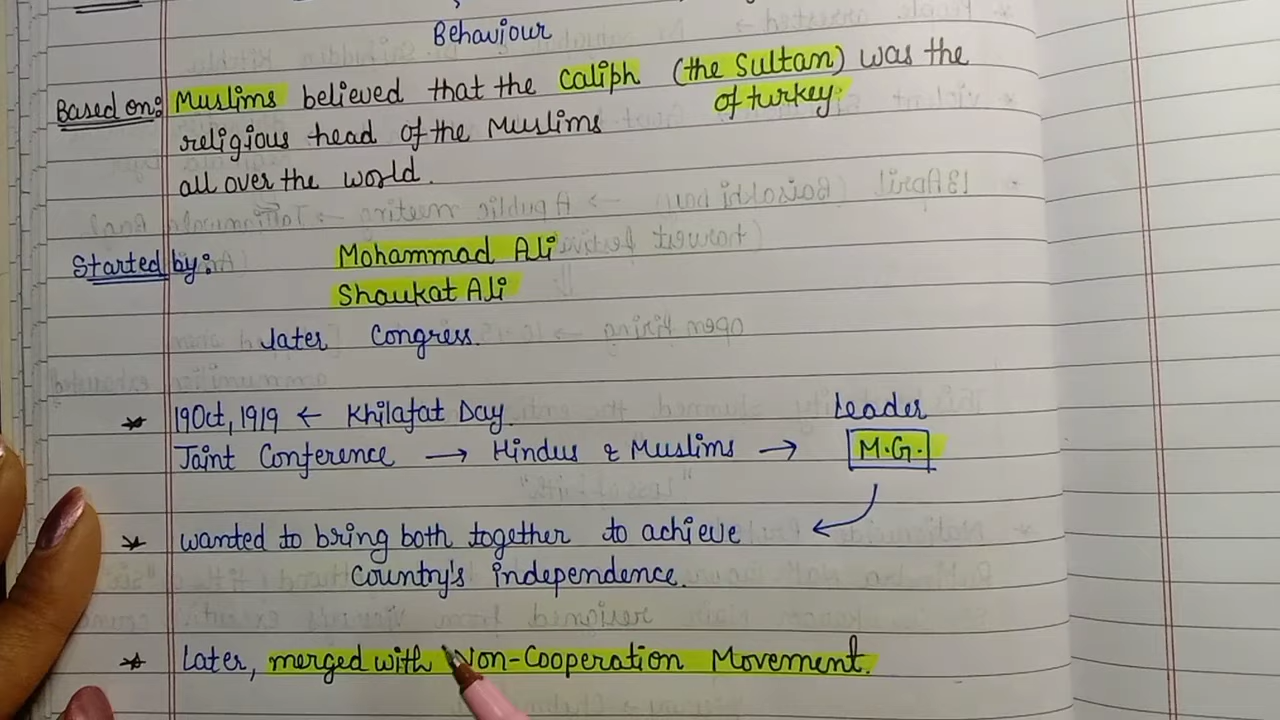 Behaviour
Based on: Muslims believed that the Caliph (the Sultan) was the
of turkey
religious head of the Muslims
all over the world.
Started by: Mohammad Ali
Shaukat Ali
later Congress.
* 19 Oct, 1919 ← Khilafat Day.
Leader
Joint Conference → Hindus & Muslims → M.G.
* wanted to bring both together to achieve
Country's independence.
* Later, merged with Non-Cooperation Movement.